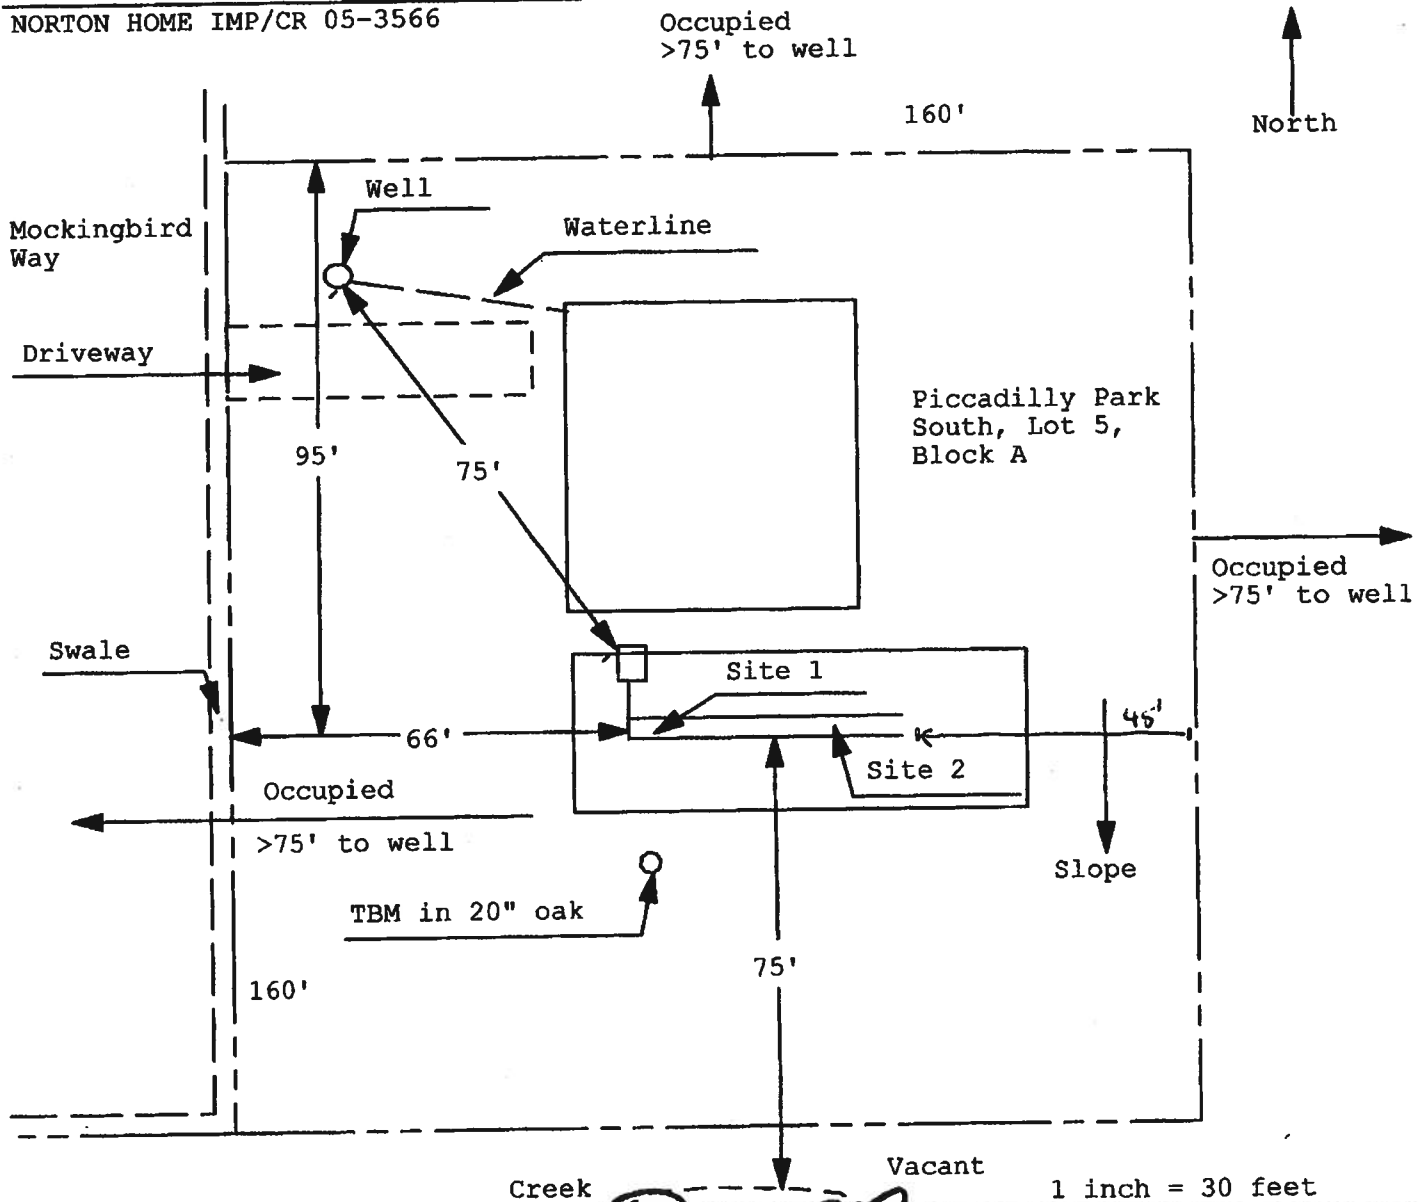 NORTON HOME IMP/CR 05-3566
Occupied
>75' to well
160'
North
Well
Mockingbird
Way
Waterline
Driveway
Piccadilly Park
South, Lot 5,
Block A
95'
75'
Occupied
>75' to well
Swale
Site 1
45'
66'
Site 2
Occupied
>75' to well
Slope
TBM in 20" oak
75'
160'
Vacant
Creek
1 inch = 30 feet